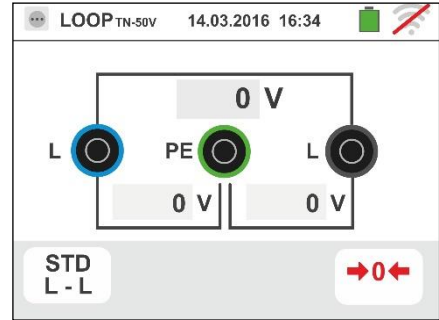 LOOP TN-50V 14.03.2016 16:34
0 V
L PE L
0 V 0 V
STD
L - L
0